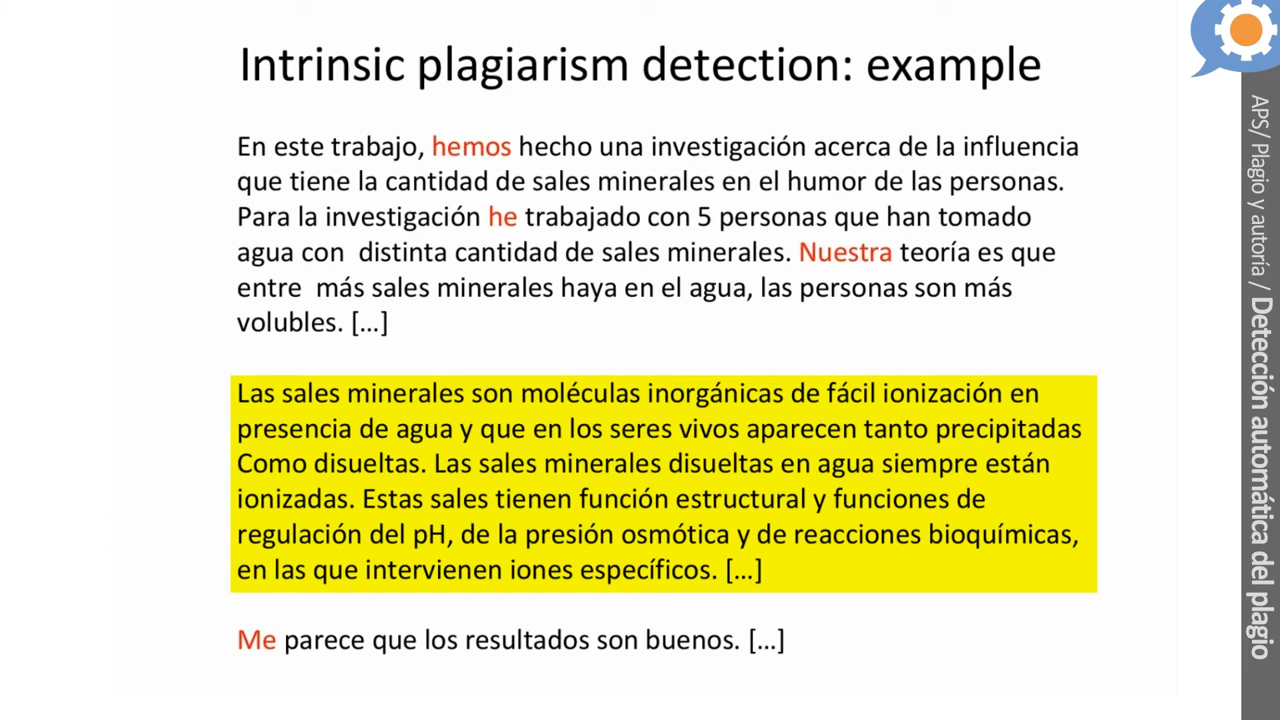 Intrinsic plagiarism detection: example
En este trabajo, hemos hecho una investigación acerca de la influencia
que tiene la cantidad de sales minerales en el humor de las personas.
Para la investigación he trabajado con 5 personas que han tomado
agua con  distinta cantidad de sales minerales. Nuestra teoría es que
entre  más sales minerales haya en el agua, las personas son más
volubles. […]
Las sales minerales son moléculas inorgánicas de fácil ionización en
presencia de agua y que en los seres vivos aparecen tanto precipitadas
Como disueltas. Las sales minerales disueltas en agua siempre están
ionizadas. Estas sales tienen función estructural y funciones de
regulación del pH, de la presión osmótica y de reacciones bioquímicas,
en las que intervienen iones específicos. […]
Me parece que los resultados son buenos. […]
APS/ Plagio y autoría / Detección automática del plagio